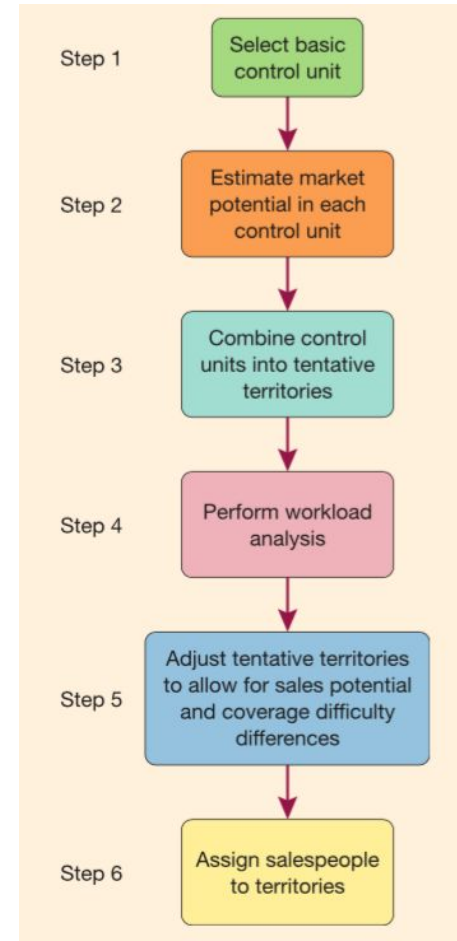 Step 1
Select basic
control unit
Step 2
Estimate market
potential in each
control unit
Step 3
Combine control
units into tentative
territories
Step 4
Perform workload
analysis
Step 5
Adjust tentative territories
to allow for sales potential
and coverage difficulty
differences
Step 6
Assign salespeople
to territories